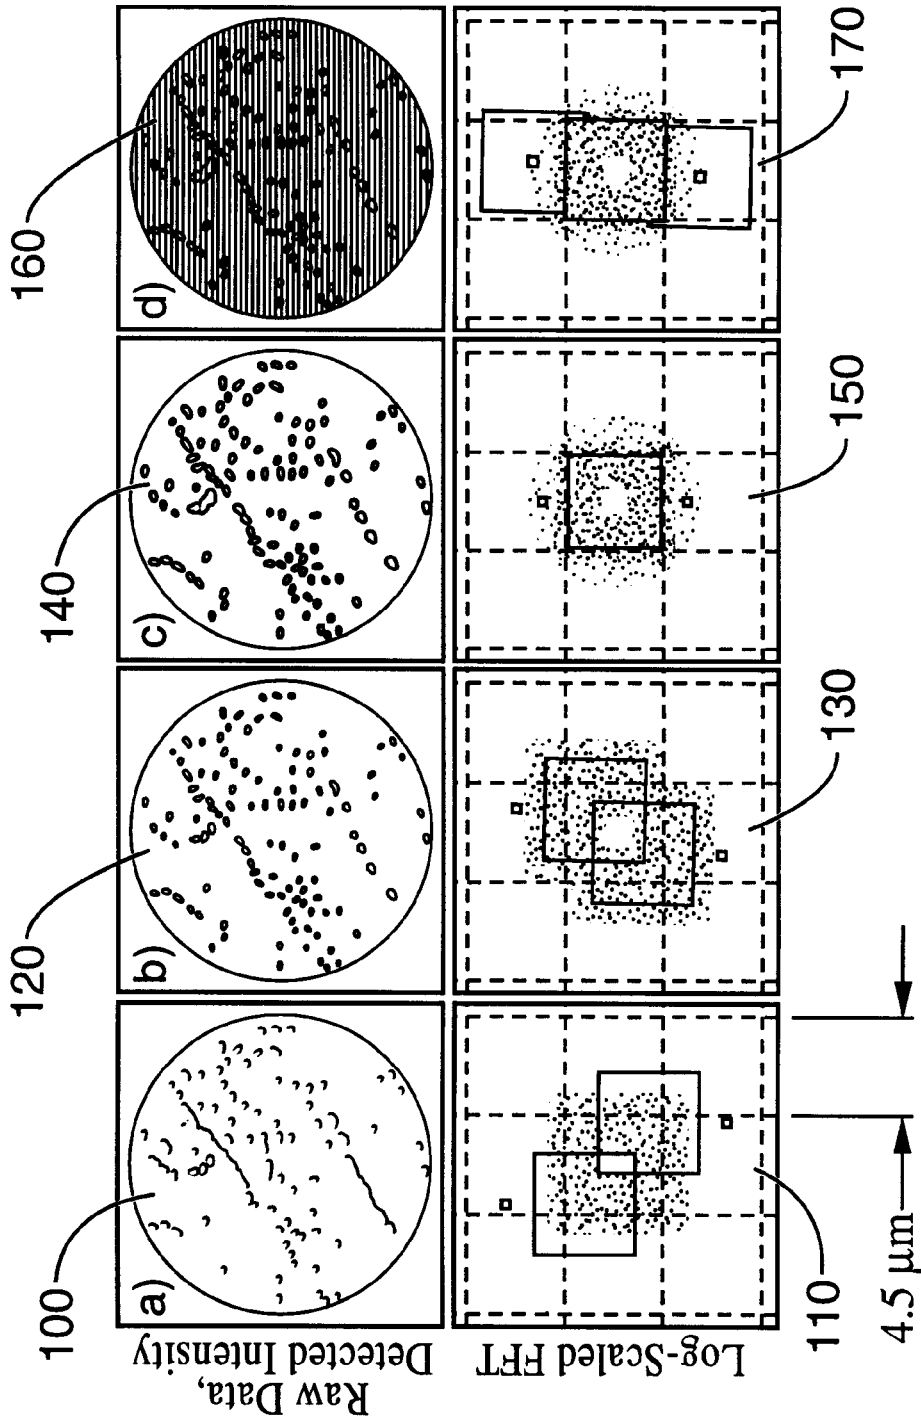 100
120
140
160
a)
b)
c)
d)
Raw Data,
Detected Intensity
Log-Scaled FFT
110
130
150
170
4.5 µm